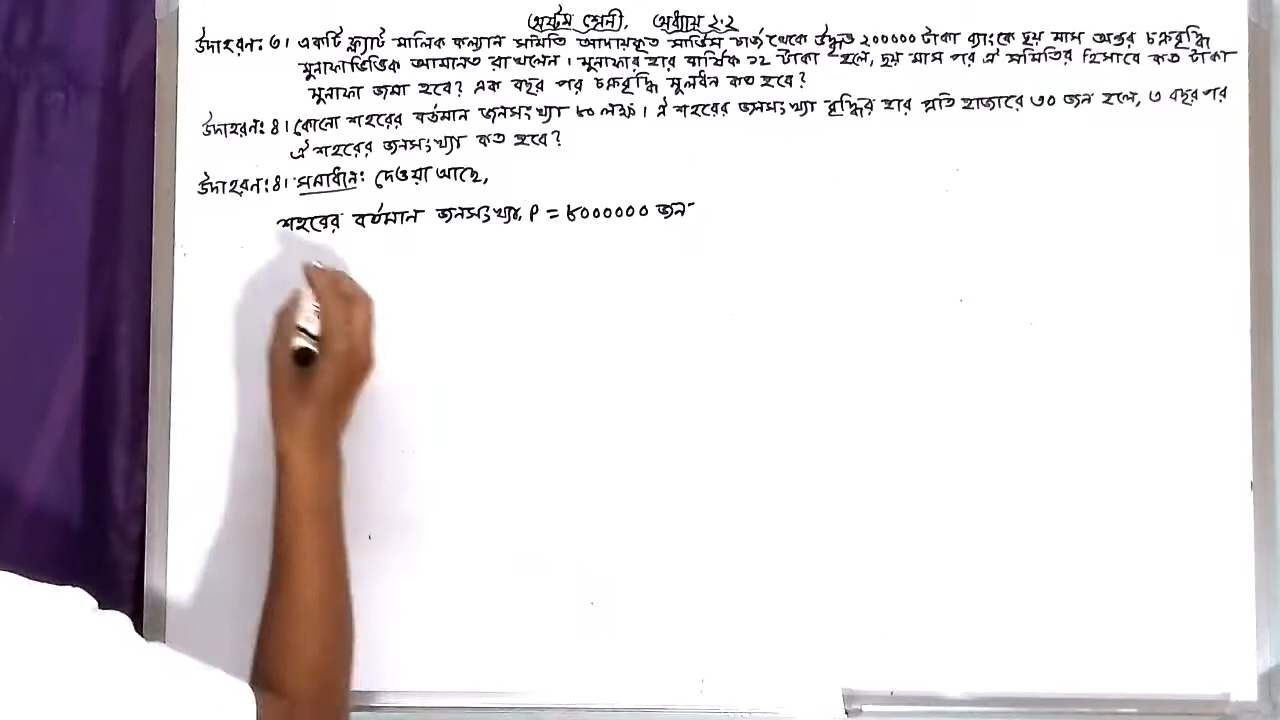 অষ্টম শ্রেনী, অধ্যায় ২.২
উদাহরন: ৩। একটি ফ্ল্যাট মালিক কল্যান সমিতি আদায়কৃত সার্ভিস চার্জ থেকে উদ্ধৃত ২০০০০০ টাকা ব্যাংকে ছয় মাস অন্তর চক্রবৃদ্ধি
মুনাফাভিত্তিক আমানত রাখলেন। মুনাফার হার বার্ষিক ১২ টাকা হলে, ছয় মাস পর ঐ সমিতির হিসাবে কত টাকা
মুনাফা জমা হবে? এক বছর পর চক্রবৃদ্ধি মূলধন কত হবে?
উদাহরন: ৪। কোনো শহরের বর্তমান জনসংখ্যা ৮০ লক্ষ। ঐ শহরের জনসংখ্যা বৃদ্ধির হার প্রতি হাজারে ৩০ জন হলে, ৩ বছর পর
ঐ শহরের জনসংখ্যা কত হবে?
উদাহরন: ৪। সমাধান: দেওয়া আছে,
শহরের বর্তমান জনসংখ্যা, P = ৮০০০০০০ জন